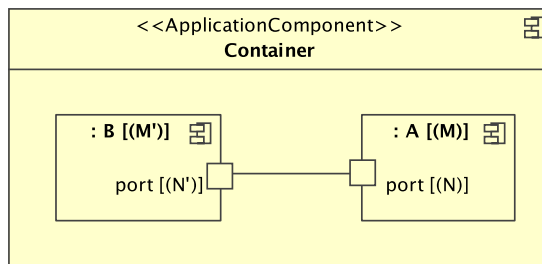 <<ApplicationComponent>>
Container
: B [(M')]
: A [(M)]
port [(N')]
port [(N)]